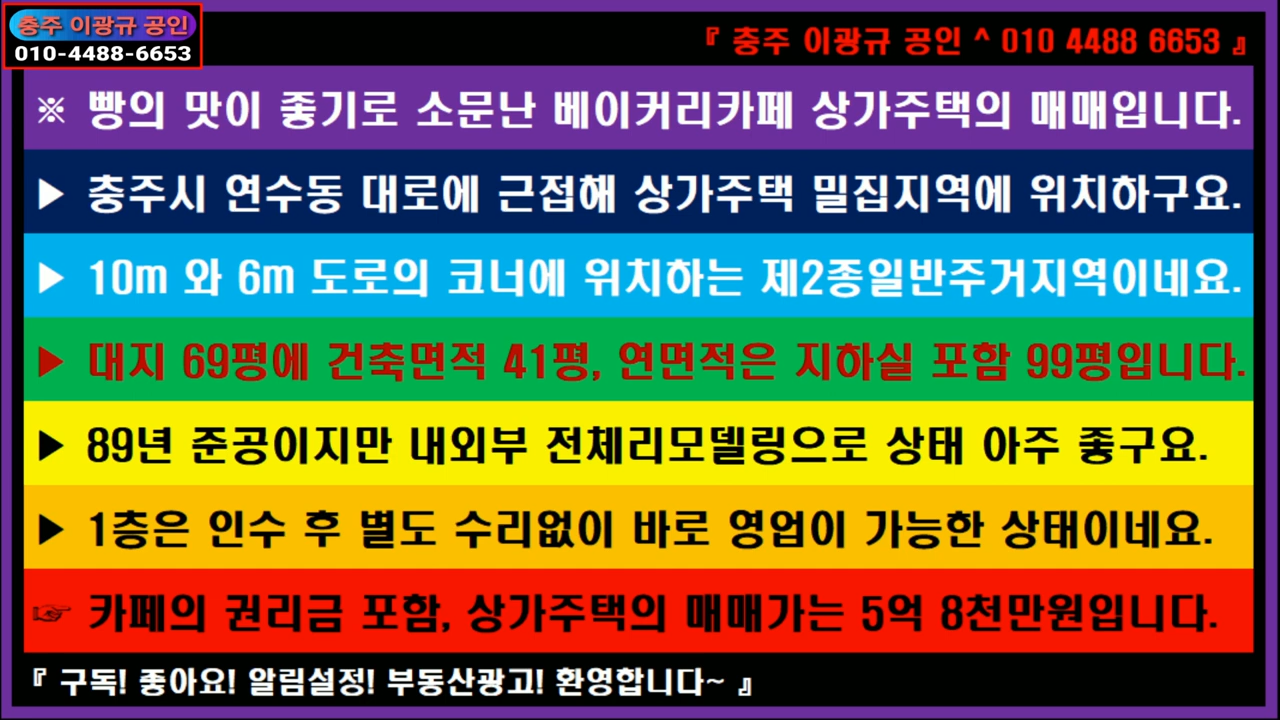 충주 이광규 공인
010-4488-6653
『 충주 이광규 공인 ^ 010 4488 6653 』
※ 빵의 맛이 좋기로 소문난 베이커리카페 상가주택의 매매입니다.
▶ 충주시 연수동 대로에 근접해 상가주택 밀집지역에 위치하구요.
▶ 10m 와 6m 도로의 코너에 위치하는 제2종일반주거지역이네요.
▶ 대지 69평에 건축면적 41평, 연면적은 지하실 포함 99평입니다.
▶ 89년 준공이지만 내외부 전체리모델링으로 상태 아주 좋구요.
▶ 1층은 인수 후 별도 수리없이 바로 영업이 가능한 상태이네요.
☞ 카페의 권리금 포함, 상가주택의 매매가는 5억 8천만원입니다.
『 구독! 좋아요! 알림설정! 부동산광고! 환영합니다~ 』